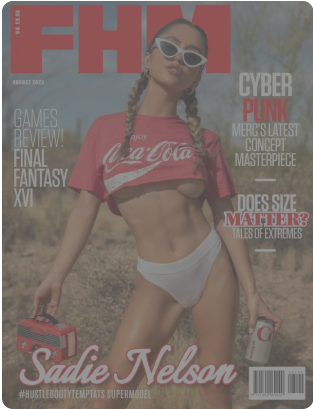 FHM
AUGUST 2023
GAMES
REVIEW!
FINAL
FANTASY
XVI
CYBER
PUNK
MERC'S LATEST
CONCEPT
MASTERPIECE
DOES SIZE
MATTER?
TALES OF EXTREMES
ENJOY
Coca-Cola
Sadie Nelson
#HUSTLEBOOTYTEMPTATS SUPERMODEL